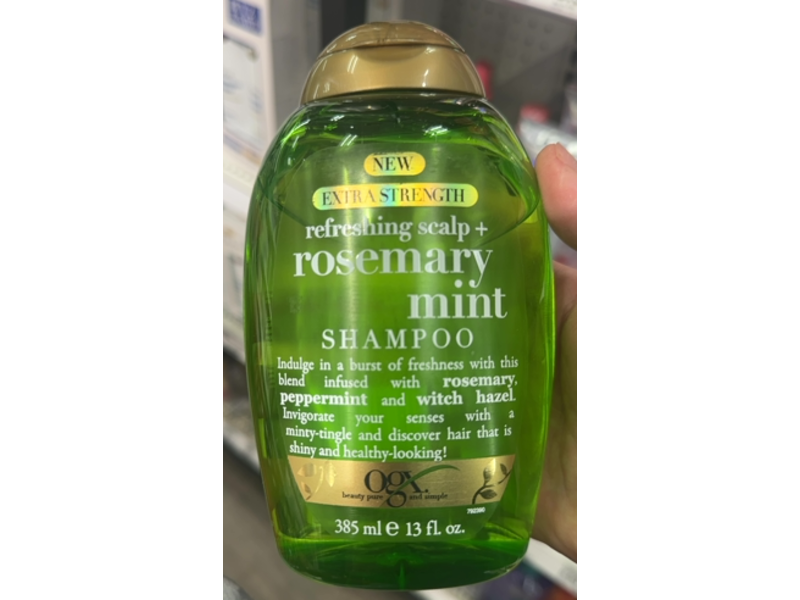 NEW
EXTRA STRENGTH
refreshing scalp +
rosemary
mint
SHAMPOO
Indulge in a burst of freshness with this
blend infused with rosemary,
peppermint and witch hazel.
Invigorate your senses with a
minty-tingle and discover hair that is
shiny and healthy-looking!
Ogx.
beauty pure and simple
385 ml ℮ 13 fl. oz.